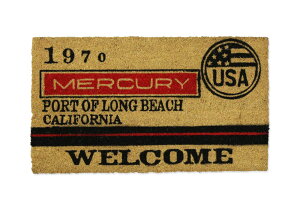 1970
MERCURY
USA
PORT OF LONG BEACH
CALIFORNIA
WELCOME